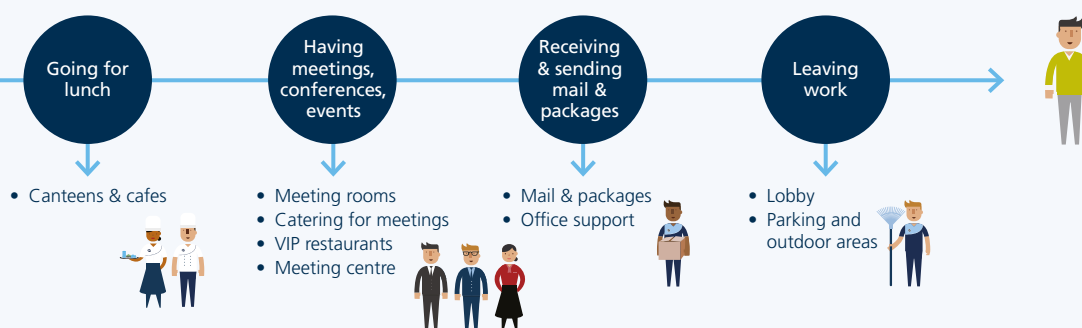 Going for
lunch
Having
meetings,
conferences,
events
Receiving
& sending
mail &
packages
Leaving
work
• Canteens & cafes
• Meeting rooms
• Catering for meetings
• VIP restaurants
• Meeting centre
• Mail & packages
• Office support
• Lobby
• Parking and
outdoor areas